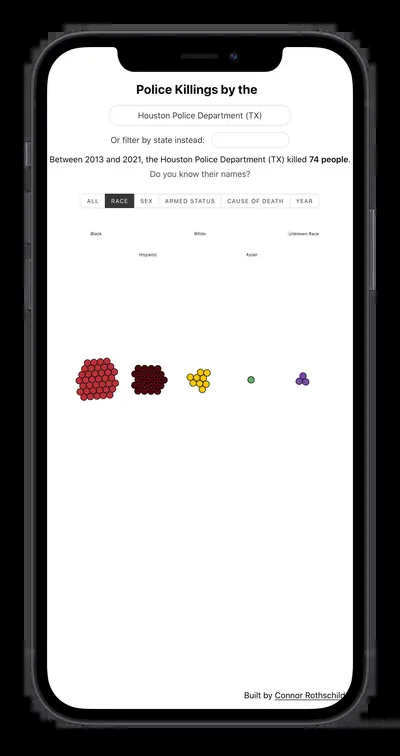 Police Killings by the
Houston Police Department (TX)
Or filter by state instead:
Between 2013 and 2021, the Houston Police Department (TX) killed 74 people.
Do you know their names?
ALL RACE SEX ARMED STATUS CAUSE OF DEATH YEAR
Black White Unknown Race
Hispanic Asian
Built by Connor Rothschild